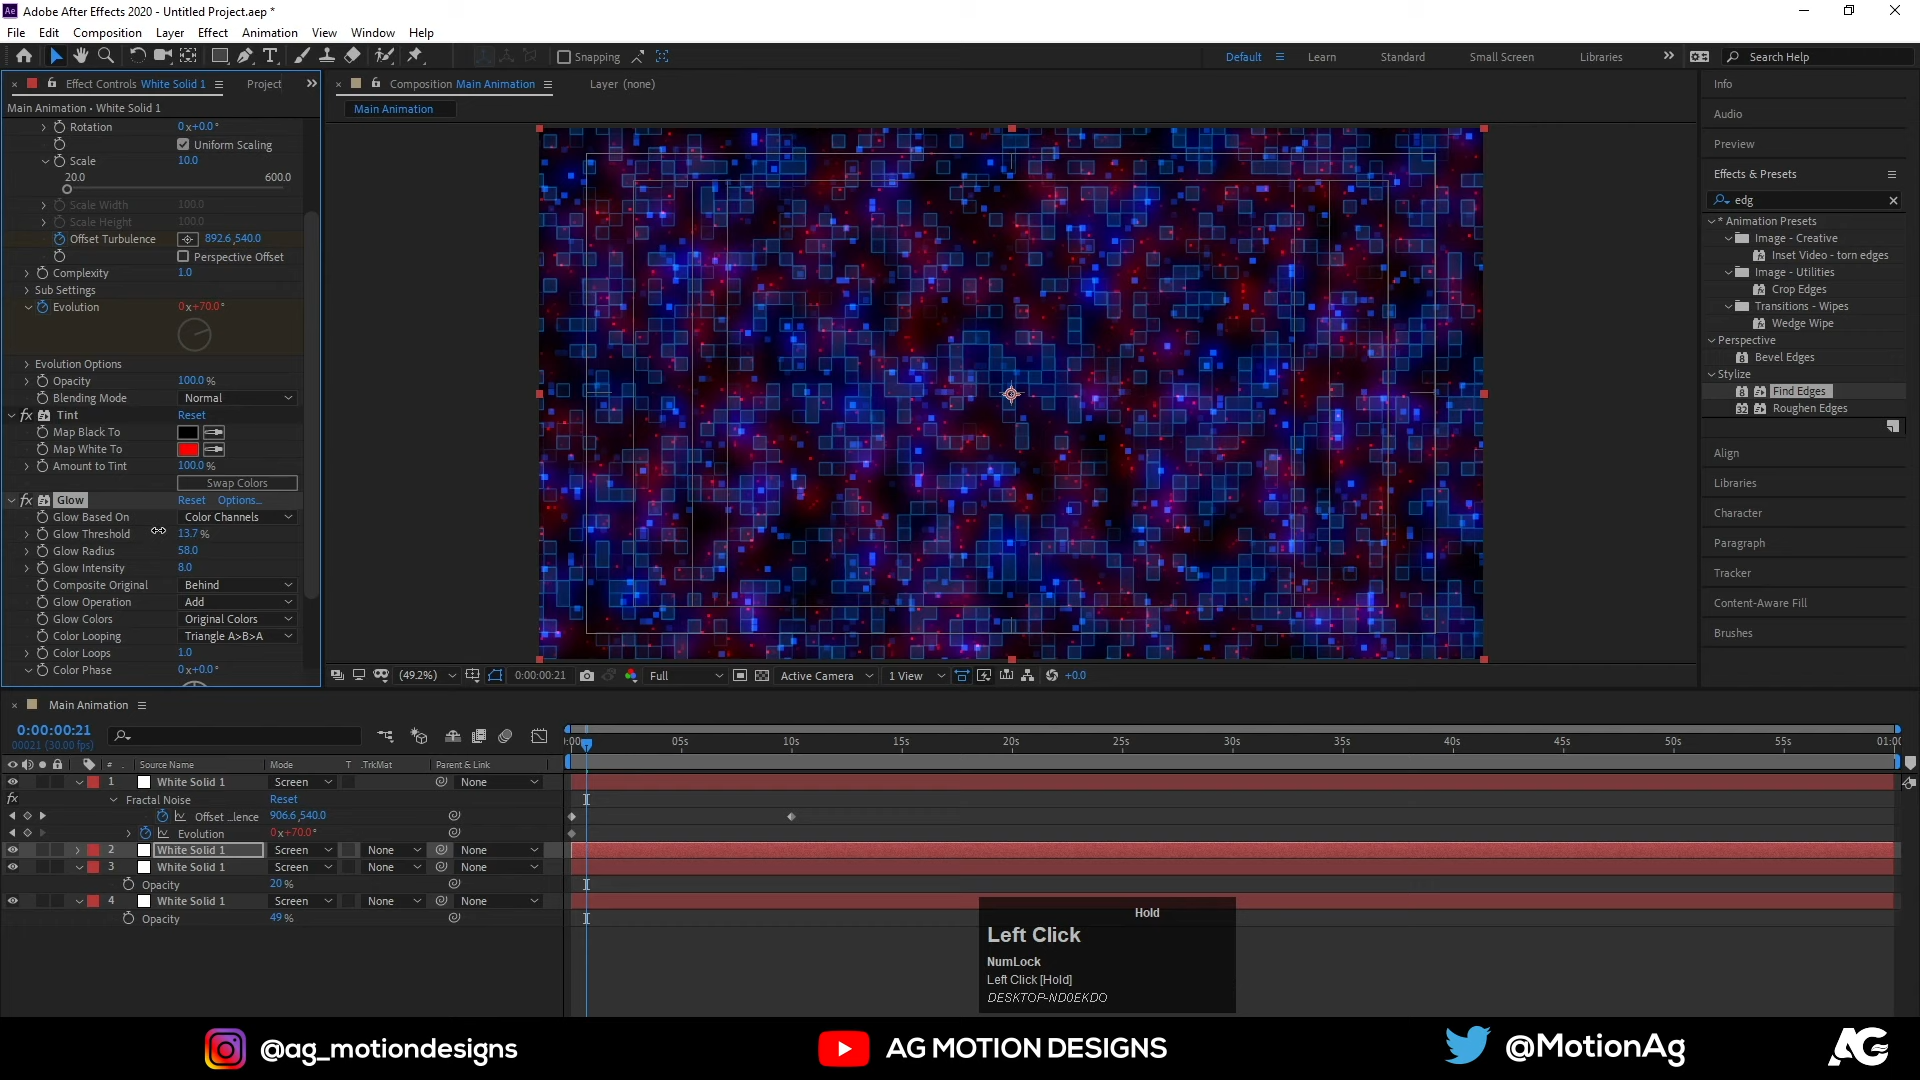 Adobe After Effects 2020 - Untitled Project.aep *
File Edit Composition Layer Effect Animation View Window Help
Snapping Default Learn Standard Small Screen Libraries Search Help
Effect Controls White Solid 1 Project
Main Animation • White Solid 1
Rotation 0x+0.0°
Uniform Scaling
Scale 10.0
20.0 600.0
Scale Width 100.0
Scale Height 100.0
Offset Turbulence 892.6,540.0
Perspective Offset
Complexity 1.0
Sub Settings
Evolution 0x+70.0°
Evolution Options
Opacity 100.0%
Blending Mode Normal
fx Tint Reset
Map Black To
Map White To
Amount to Tint 100.0%
Swap Colors
fx Glow Reset Options...
Glow Based On Color Channels
Glow Threshold 13.7%
Glow Radius 58.0
Glow Intensity 8.0
Composite Original Behind
Glow Operation Add
Glow Colors Original Colors
Color Looping Triangle A>B>A
Color Loops 1.0
Color Phase 0x+0.0°
Composition Main Animation Layer (none)
Main Animation
(49.2%) 0:00:00:21 Full Active Camera 1 View +0.0
Info
Audio
Preview
Effects & Presets
edg
* Animation Presets
Image - Creative
Inset Video - torn edges
Image - Utilities
Crop Edges
Transitions - Wipes
Wedge Wipe
Perspective
Bevel Edges
Stylize
Find Edges
Roughen Edges
Align
Libraries
Character
Paragraph
Tracker
Content-Aware Fill
Brushes
Main Animation
0:00:00:21
00021 (30.00 fps)
:00 05s 10s 15s 20s 25s 30s 35s 40s 45s 50s 55s 01:00
# Source Name Mode T .TrkMat Parent & Link
1 White Solid 1 Screen None
fx Fractal Noise Reset
Offset ...lence 906.6,540.0
Evolution 0x+70.0°
2 White Solid 1 Screen None None
3 White Solid 1 Screen None None
Opacity 20%
4 White Solid 1 Screen None None
Opacity 49%
Hold
Left Click
NumLock
Left Click [Hold]
DESKTOP-ND0EKDO
@ag_motiondesigns AG MOTION DESIGNS @MotionAg AG